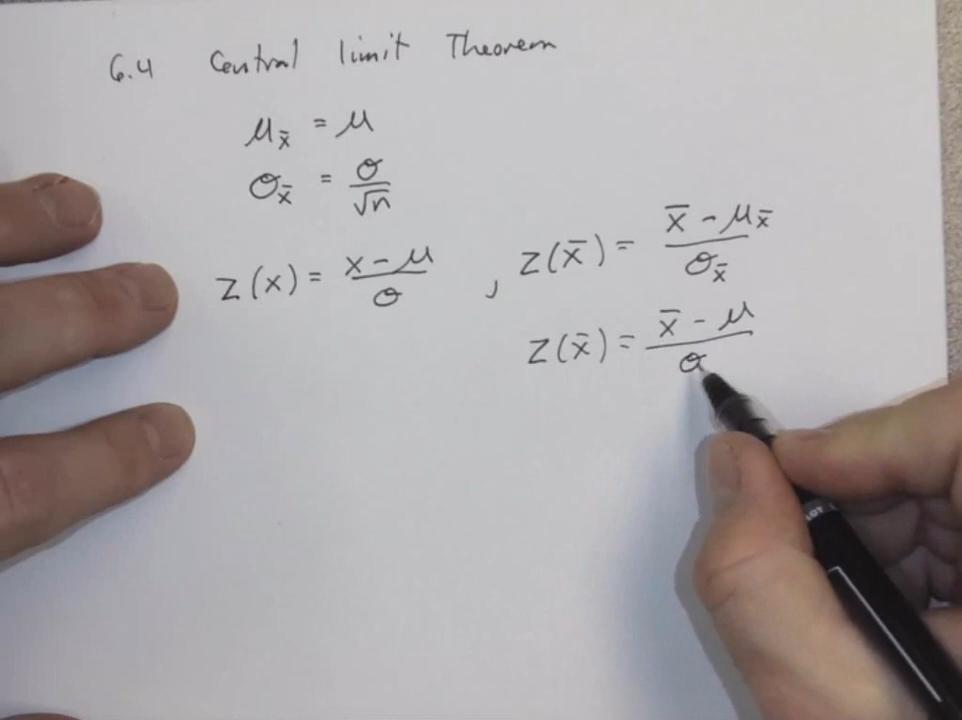 6.4 Central limit Theorem
μx̄ = μ
σx̄ = σ/√n
z(x) = x-μ/σ , z(x̄) = x̄-μx̄/σx̄
z(x̄) = x̄-μ/σ